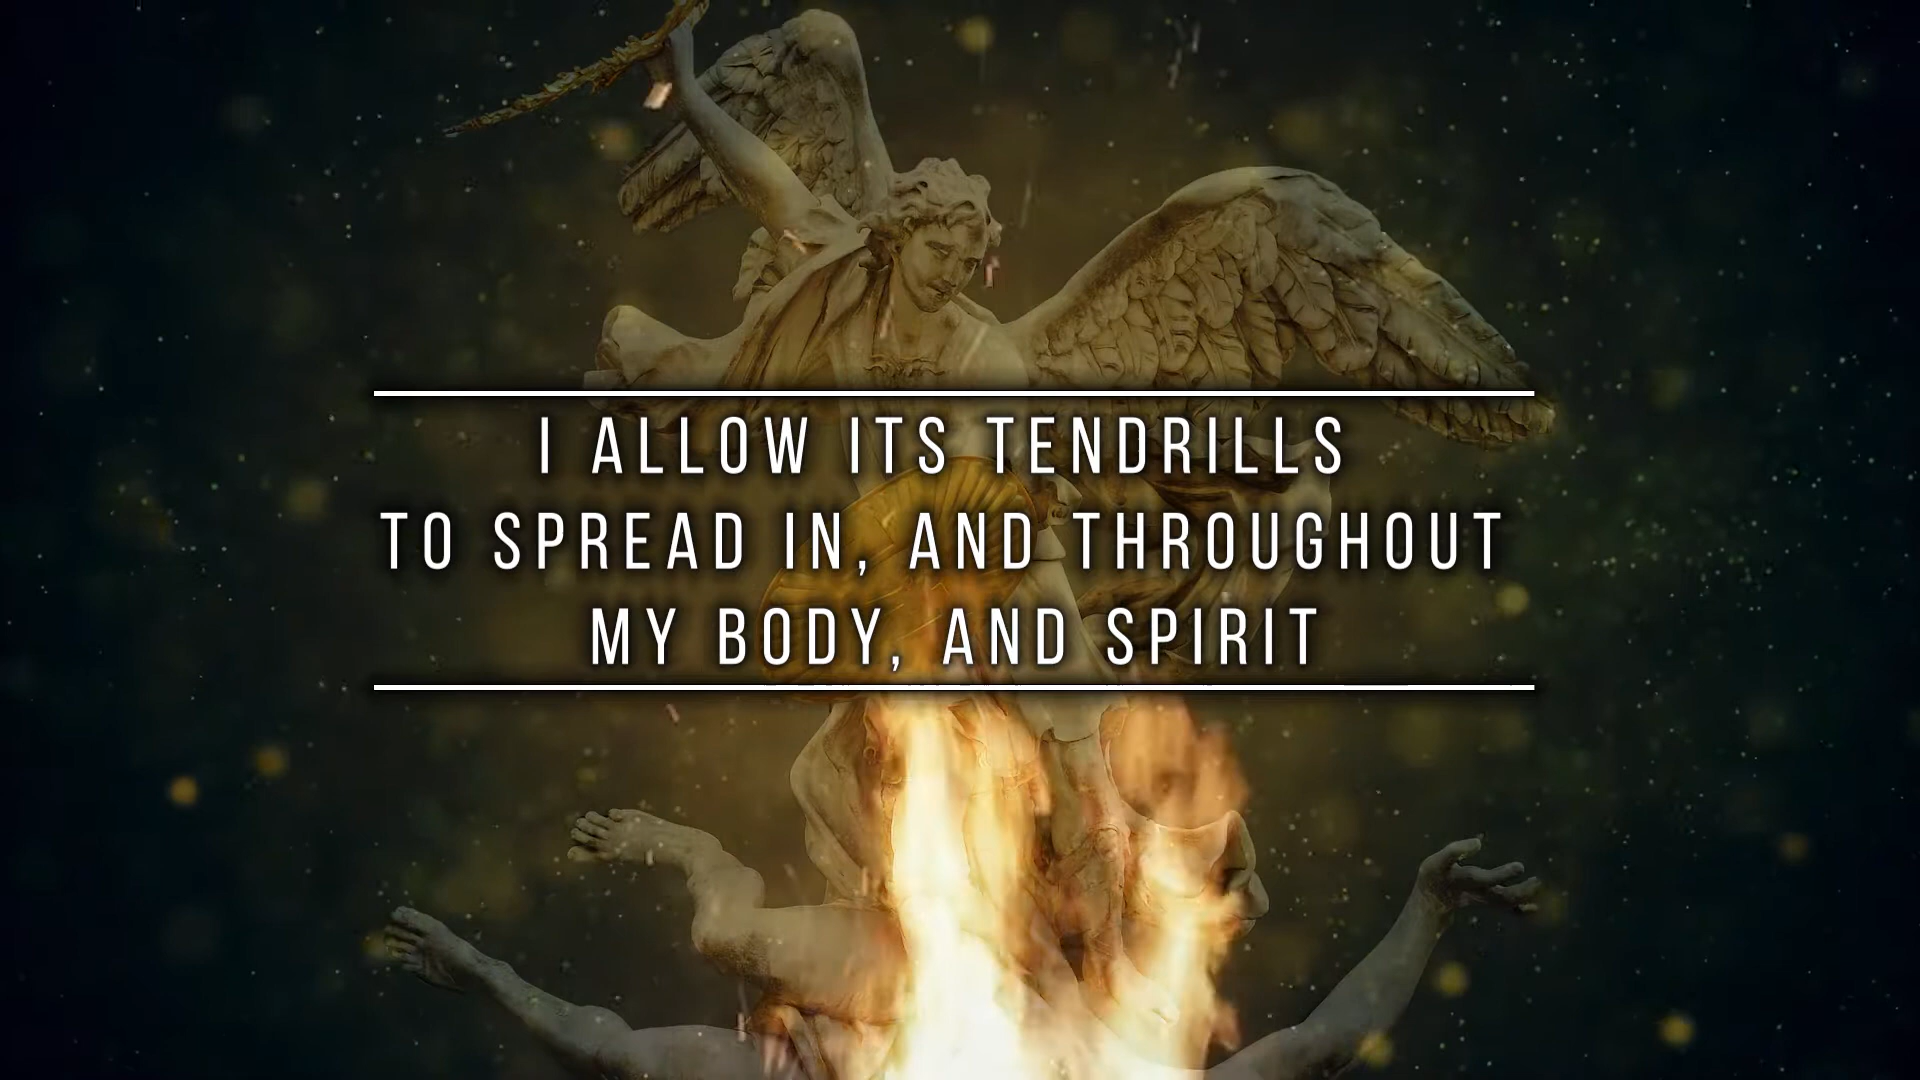 I ALLOW ITS TENDRILLS
TO SPREAD IN, AND THROUGHOUT
MY BODY, AND SPIRIT